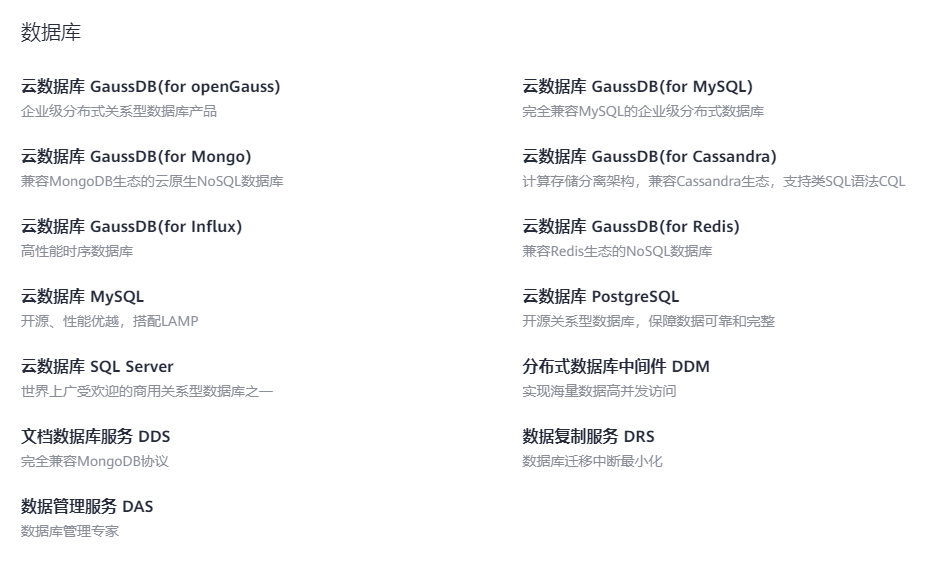 数据库
云数据库 GaussDB(for openGauss)
企业级分布式关系型数据库产品
云数据库 GaussDB(for MySQL)
完全兼容MySQL的企业级分布式数据库
云数据库 GaussDB(for Mongo)
兼容MongoDB生态的云原生NoSQL数据库
云数据库 GaussDB(for Cassandra)
计算存储分离架构，兼容Cassandra生态，支持类SQL语法CQL
云数据库 GaussDB(for Influx)
高性能时序数据库
云数据库 GaussDB(for Redis)
兼容Redis生态的NoSQL数据库
云数据库 MySQL
开源、性能优越，搭配LAMP
云数据库 PostgreSQL
开源关系型数据库，保障数据可靠和完整
云数据库 SQL Server
世界上广受欢迎的商用关系型数据库之一
分布式数据库中间件 DDM
实现海量数据高并发访问
文档数据库服务 DDS
完全兼容MongoDB协议
数据复制服务 DRS
数据库迁移中断最小化
数据管理服务 DAS
数据库管理专家